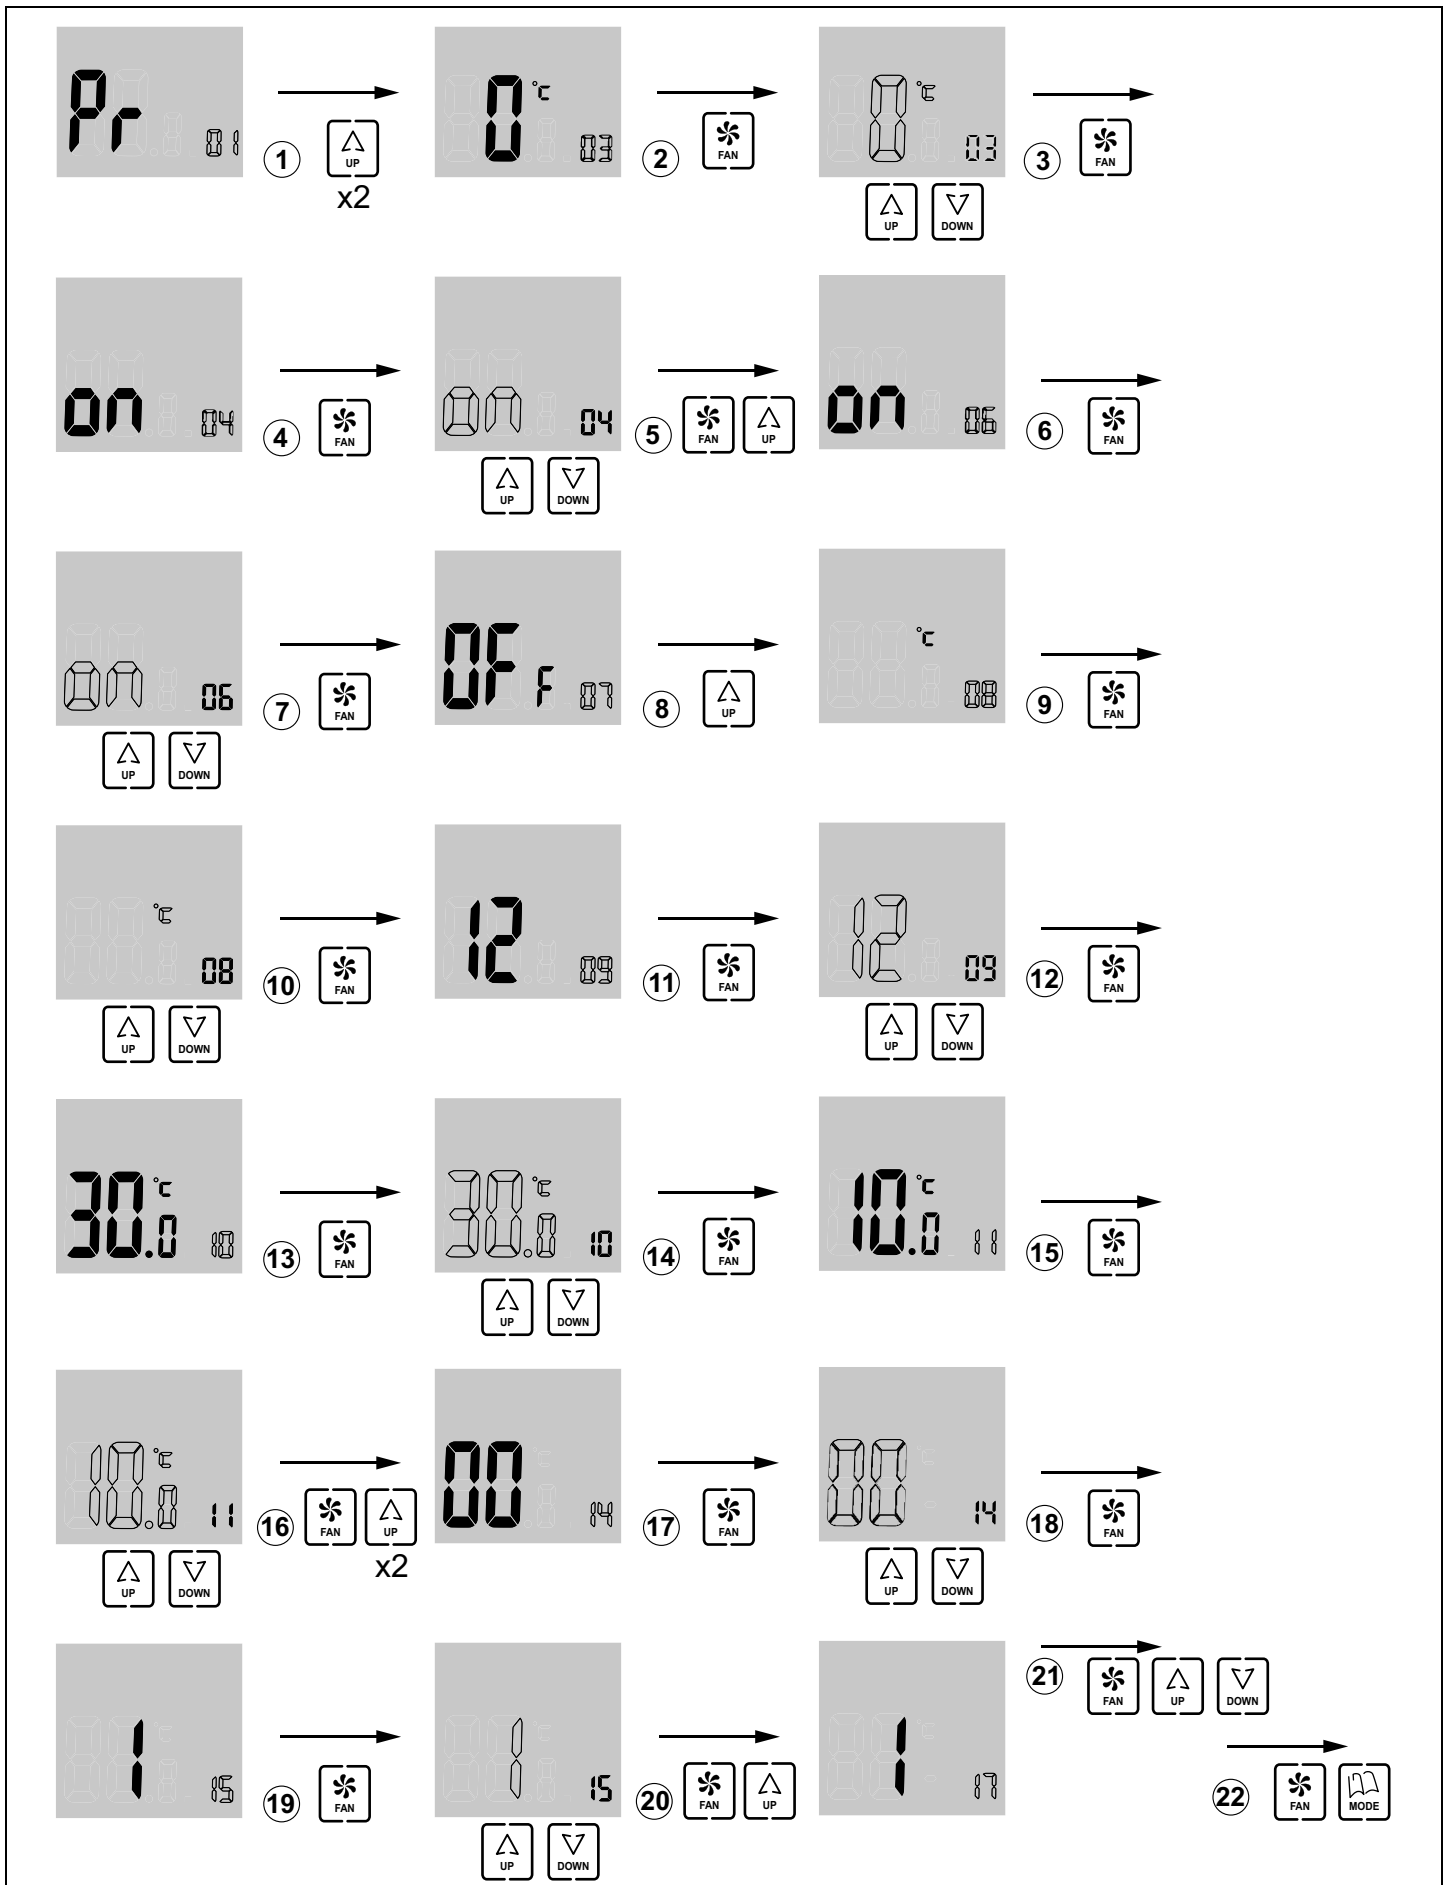 Pr 01
1 UP
x2
0 °C 03
2 FAN
0 °C 03
UP DOWN
3 FAN
on 04
4 FAN
on 04
UP DOWN
5 FAN UP
on 06
6 FAN
on 06
UP DOWN
7 FAN
OFF 07
8 UP
°C 08
9 FAN
°C 08
UP DOWN
10 FAN
12 09
11 FAN
12 09
UP DOWN
12 FAN
30.0 °C 10
13 FAN
30.0 °C 10
UP DOWN
14 FAN
10.0 °C 11
15 FAN
10.0 °C 11
UP DOWN
16 FAN UP
x2
00 14
17 FAN
00 14
UP DOWN
18 FAN
1 15
19 FAN
1 15
UP DOWN
20 FAN UP
1 17
21 FAN UP DOWN
22 FAN MODE